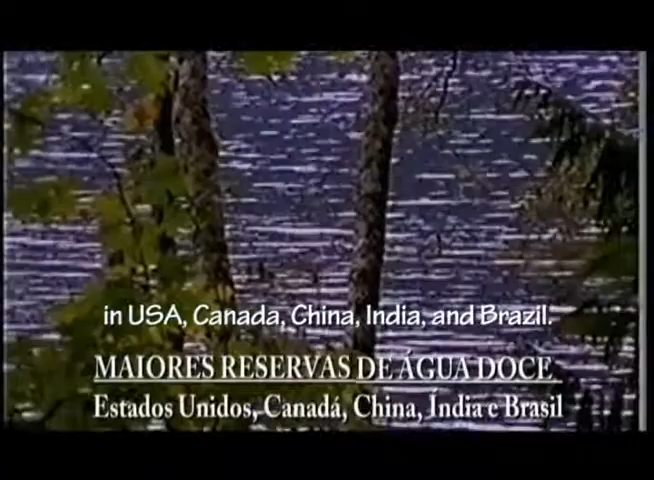 in USA, Canada, China, India, and Brazil.
MAIORES RESERVAS DE ÁGUA DOCE
Estados Unidos, Canadá, China, Índia e Brasil